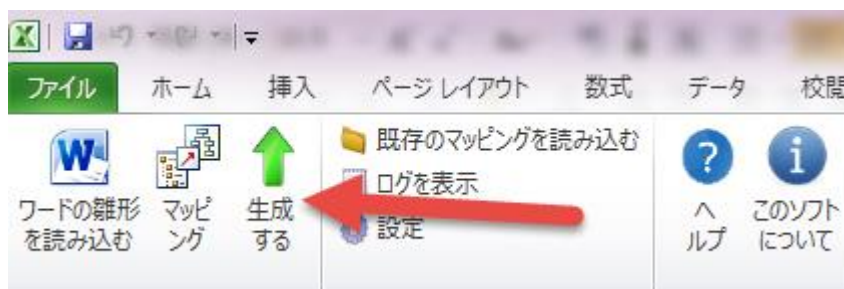 ファイル ホーム 挿入 ページ レイアウト 数式 データ 校閲
W 既存のマッピングを読み込む ? i
ログを表示
ワードの雛形 マッピ 生成 設定 ヘ このソフト
を読み込む ング する ルプ について